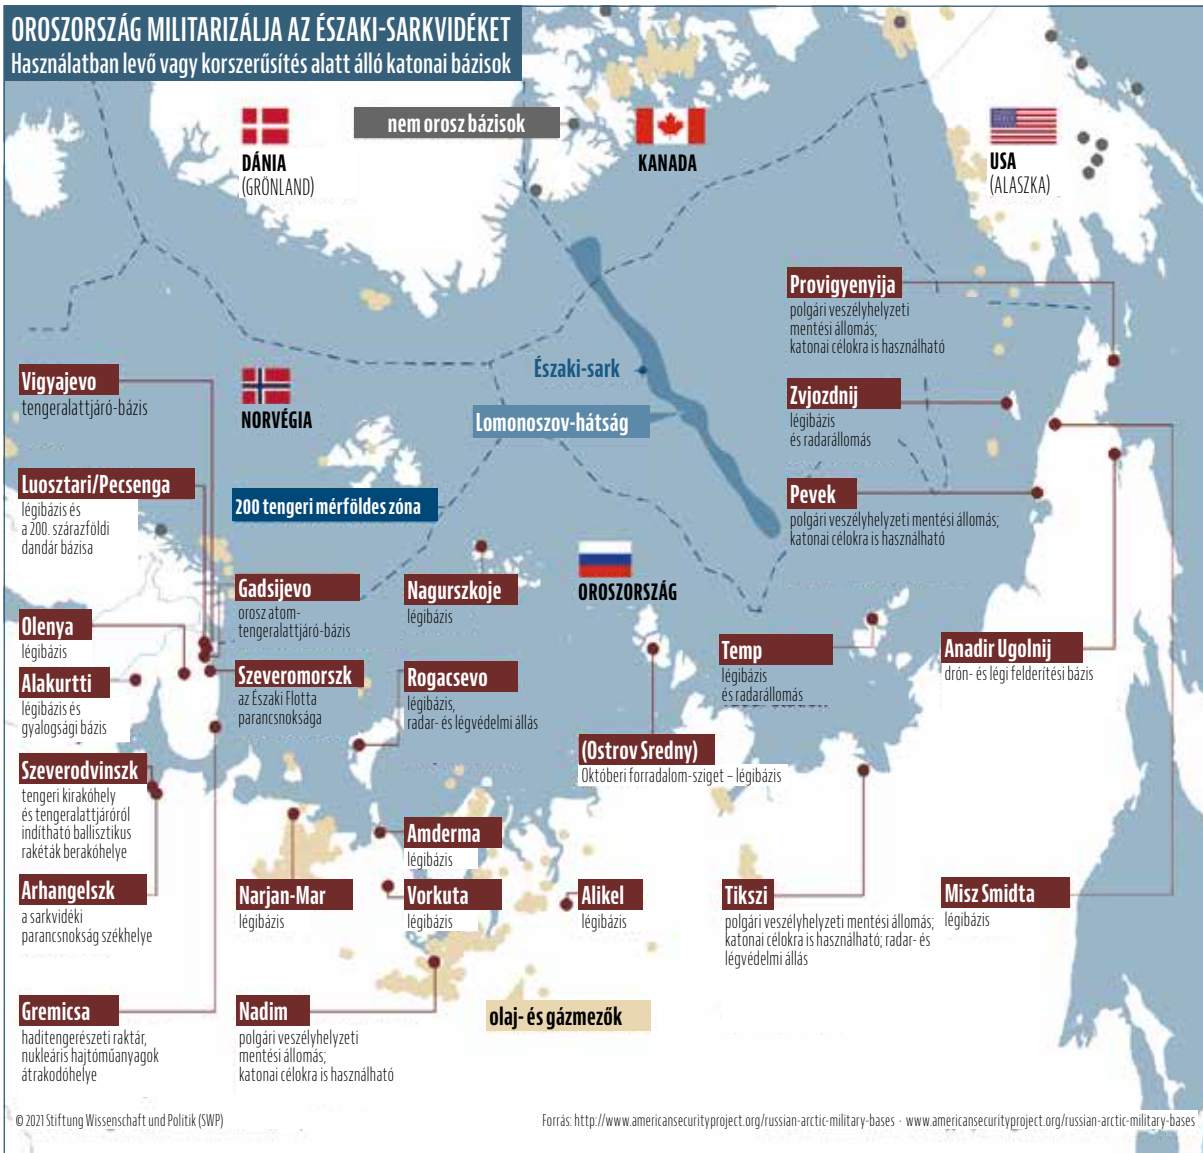 OROSZORSZÁG MILITARIZÁLJA AZ ÉSZAKI-SARKVIDÉKET
Használatban levő vagy korszerűsítés alatt álló katonai bázisok
nem orosz bázisok
DÁNIA
(GRÖNLAND)
KANADA
USA
(ALASZKA)
Provigyenyija
polgári veszélyhelyzeti
mentési állomás;
katonai célokra is használható
Északi-sark
Vigyajevo
tengeralattjáró-bázis
NORVÉGIA
Lomonoszov-hátság
Zvjozdnij
légibázis
és radarállomás
Luosztari/Pecsenga
légibázis és
a 200. szárazföldi
dandár bázisa
200 tengeri mérföldes zóna
Pevek
polgári veszélyhelyzeti mentési állomás;
katonai célokra is használható
Gadsijevo
orosz atom-
tengeralattjáró-bázis
Nagurszkoje
légibázis
OROSZORSZÁG
Olenya
légibázis
Temp
légibázis
és radarállomás
Anadir Ugolnij
drón- és légi felderítési bázis
Alakurtti
légibázis és
gyalogsági bázis
Szeveromorszk
az Északi Flotta
parancsnoksága
Rogacsevo
légibázis,
radar- és légvédelmi állás
(Ostrov Sredny)
Októberi forradalom-sziget – légibázis
Szeverodvinszk
tengeri kirakóhely
és tengeralattjáróról
indítható ballisztikus
rakéták berakóhelye
Amderma
légibázis
Arhangelszk
a sarkvidéki
parancsnokság székhelye
Narjan-Mar
légibázis
Vorkuta
légibázis
Alikel
légibázis
Tikszi
polgári veszélyhelyzeti mentési állomás;
katonai célokra is használható; radar- és
légvédelmi állás
Misz Smidta
légibázis
Gremicsa
haditengerészeti raktár,
nukleáris hajtóműanyagok
átrakodóhelye
Nadim
polgári veszélyhelyzeti
mentési állomás;
katonai célokra is használható
olaj- és gázmezők
© 2021 Stiftung Wissenschaft und Politik (SWP)
Forrás: http://www.americansecurityproject.org/russian-arctic-military-bases · www.americansecurityproject.org/russian-arctic-military-bases